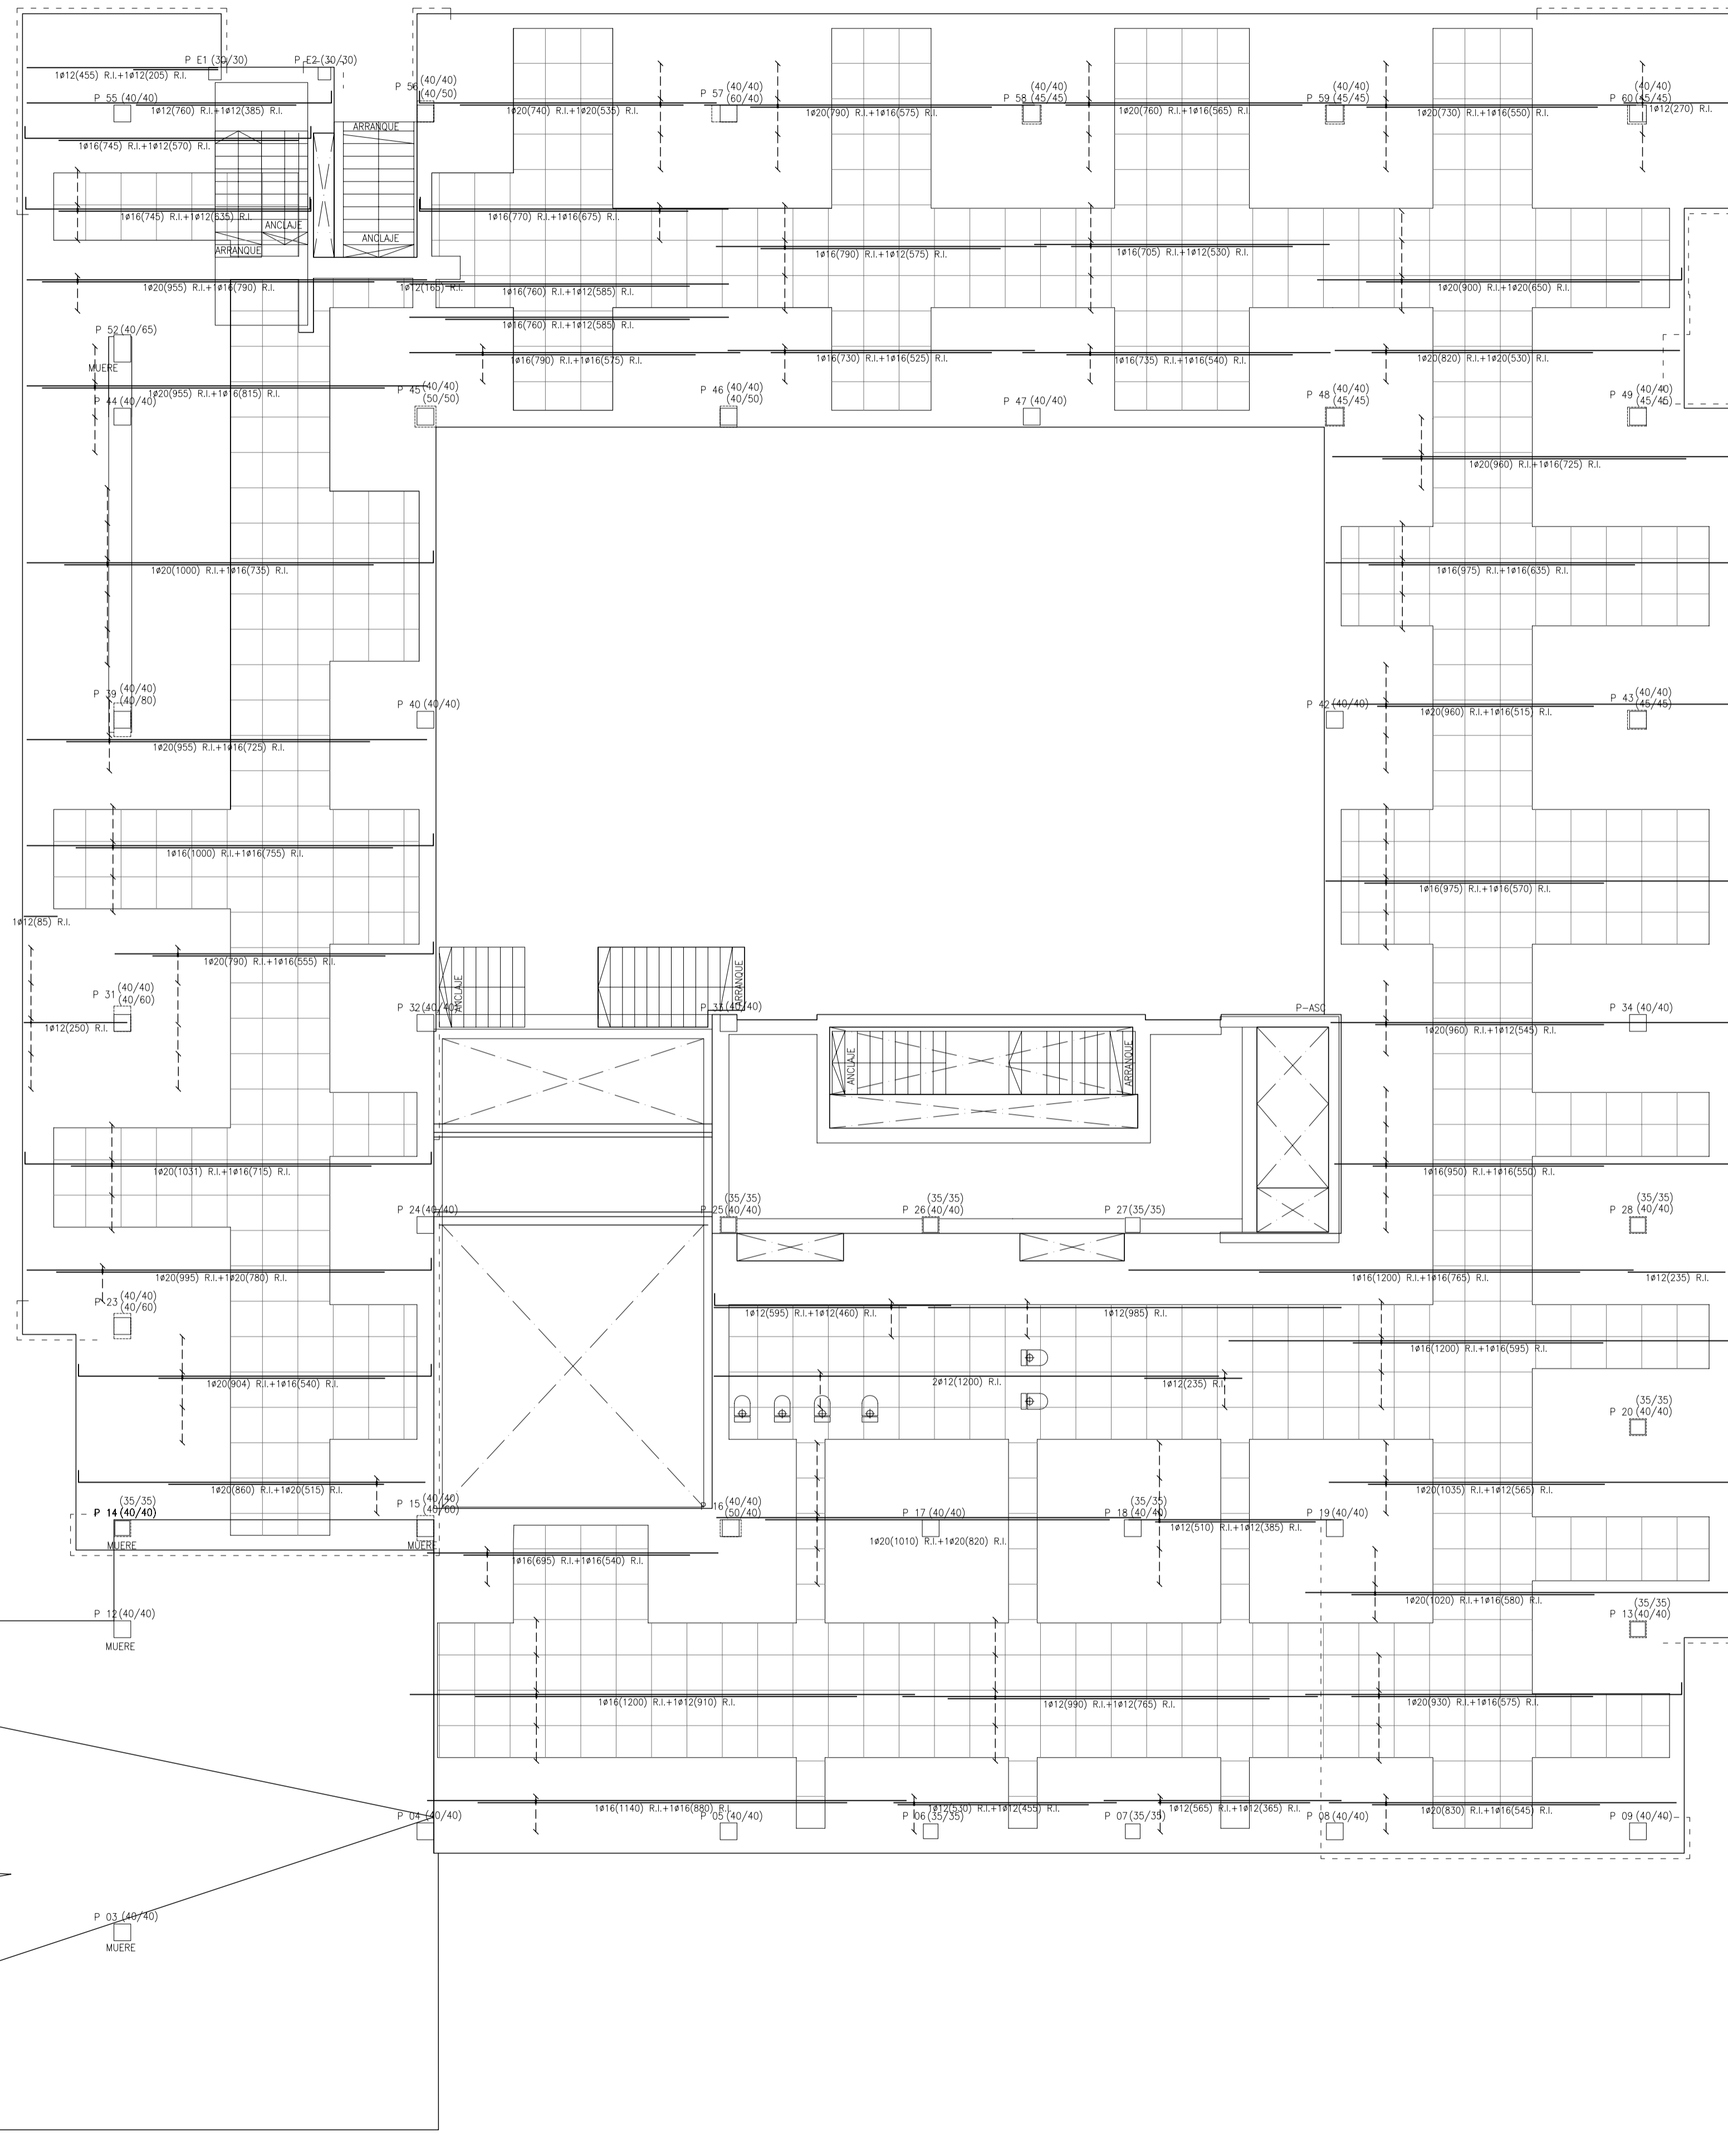 P E1 (30/30)
P E2 (30/30)
1ø12(455) R.I.+1ø12(205) R.I.
P 56 (40/40)
(40/50)
P 57 (40/40)
(60/40)
P 58 (40/40)
(45/45)
P 59 (40/40)
(45/45)
P 60 (40/40)
(45/45)
P 55 (40/40)
1ø12(760) R.I.+1ø12(385) R.I.
1ø20(740) R.I.+1ø20(535) R.I.
1ø20(790) R.I.+1ø16(575) R.I.
1ø20(760) R.I.+1ø16(565) R.I.
1ø20(730) R.I.+1ø16(550) R.I.
1ø12(270) R.I.
ARRANQUE
1ø16(745) R.I.+1ø12(570) R.I.
1ø16(745) R.I.+1ø12(635) R.I.
1ø16(770) R.I.+1ø16(675) R.I.
ANCLAJE
ANCLAJE
ARRANQUE
1ø16(790) R.I.+1ø12(575) R.I.
1ø16(705) R.I.+1ø12(530) R.I.
1ø20(955) R.I.+1ø16(790) R.I.
1ø12(165) R.I.
1ø16(760) R.I.+1ø12(585) R.I.
1ø20(900) R.I.+1ø20(650) R.I.
P 52 (40/65)
1ø16(760) R.I.+1ø12(585) R.I.
MUERE
1ø16(790) R.I.+1ø16(575) R.I.
1ø16(730) R.I.+1ø16(525) R.I.
1ø16(735) R.I.+1ø16(540) R.I.
1ø20(820) R.I.+1ø20(530) R.I.
1ø20(955) R.I.+1ø16(815) R.I.
P 44 (40/40)
P 45 (40/40)
(50/50)
P 46 (40/40)
(40/50)
P 47 (40/40)
P 48 (40/40)
(45/45)
P 49 (40/40)
(45/45)
1ø20(960) R.I.+1ø16(725) R.I.
1ø20(1000) R.I.+1ø16(735) R.I.
1ø16(975) R.I.+1ø16(635) R.I.
P 39 (40/40)
(40/80)
P 40 (40/40)
P 42 (40/40)
1ø20(960) R.I.+1ø16(515) R.I.
P 43 (40/40)
(45/45)
1ø20(955) R.I.+1ø16(725) R.I.
1ø16(1000) R.I.+1ø16(755) R.I.
1ø16(975) R.I.+1ø16(570) R.I.
1ø12(85) R.I.
1ø20(790) R.I.+1ø16(555) R.I.
ANCLAJE
ARRANQUE
P 31 (40/40)
(40/60)
P 32 (40/40)
P 33 (40/40)
P-ASC
P 34 (40/40)
1ø12(250) R.I.
1ø20(960) R.I.+1ø12(545) R.I.
ANCLAJE
ARRANQUE
1ø20(1031) R.I.+1ø16(715) R.I.
1ø16(950) R.I.+1ø16(550) R.I.
P 24 (40/40)
P 25 (35/35)
(40/40)
P 26 (35/35)
(40/40)
P 27 (35/35)
P 28 (35/35)
(40/40)
1ø20(995) R.I.+1ø20(780) R.I.
1ø16(1200) R.I.+1ø16(765) R.I.
1ø12(235) R.I.
P 23 (40/40)
(40/60)
1ø12(595) R.I.+1ø12(460) R.I.
1ø12(985) R.I.
1ø16(1200) R.I.+1ø16(595) R.I.
1ø20(904) R.I.+1ø16(540) R.I.
2ø12(1200) R.I.
1ø12(235) R.I.
P 20 (35/35)
(40/40)
1ø20(860) R.I.+1ø20(515) R.I.
1ø20(1035) R.I.+1ø12(565) R.I.
P 14 (35/35)
(40/40)
P 15 (40/40)
(40/60)
P 16 (40/40)
(50/40)
P 17 (40/40)
P 18 (35/35)
(40/40)
P 19 (40/40)
1ø12(510) R.I.+1ø12(385) R.I.
1ø20(1010) R.I.+1ø20(820) R.I.
MUERE
MUERE
1ø16(695) R.I.+1ø16(540) R.I.
1ø20(1020) R.I.+1ø16(580) R.I.
P 12 (40/40)
P 13 (35/35)
(40/40)
MUERE
1ø16(1200) R.I.+1ø12(910) R.I.
1ø12(990) R.I.+1ø12(765) R.I.
1ø20(930) R.I.+1ø16(575) R.I.
1ø16(1140) R.I.+1ø16(880) R.I.
1ø12(530) R.I.+1ø12(455) R.I.
1ø12(565) R.I.+1ø12(365) R.I.
1ø20(830) R.I.+1ø16(545) R.I.
P 04 (40/40)
P 05 (40/40)
P 06 (35/35)
P 07 (35/35)
P 08 (40/40)
P 09 (40/40)
P 03 (40/40)
MUERE